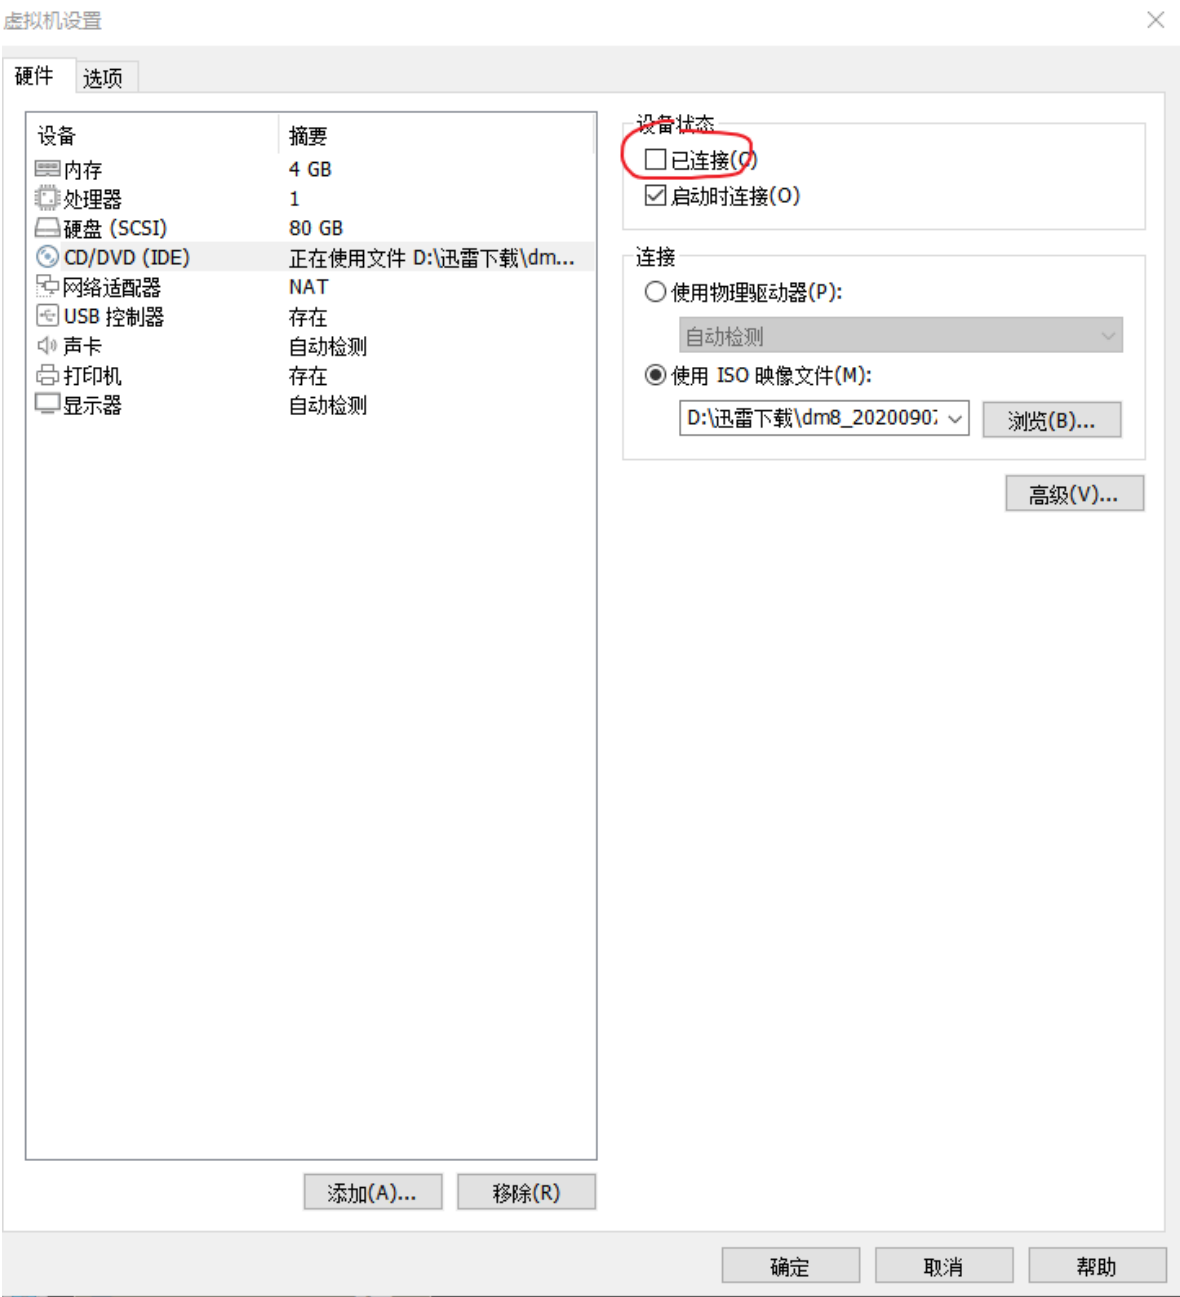 虚拟机设置
硬件 选项
设备 摘要
内存 4 GB
处理器 1
硬盘 (SCSI) 80 GB
CD/DVD (IDE) 正在使用文件 D:\迅雷下载\dm...
网络适配器 NAT
USB 控制器 存在
声卡 自动检测
打印机 存在
显示器 自动检测
添加(A)... 移除(R)
设备状态
已连接(C)
启动时连接(O)
连接
使用物理驱动器(P):
自动检测
使用 ISO 映像文件(M):
D:\迅雷下载\dm8_2020090 浏览(B)...
高级(V)...
确定 取消 帮助